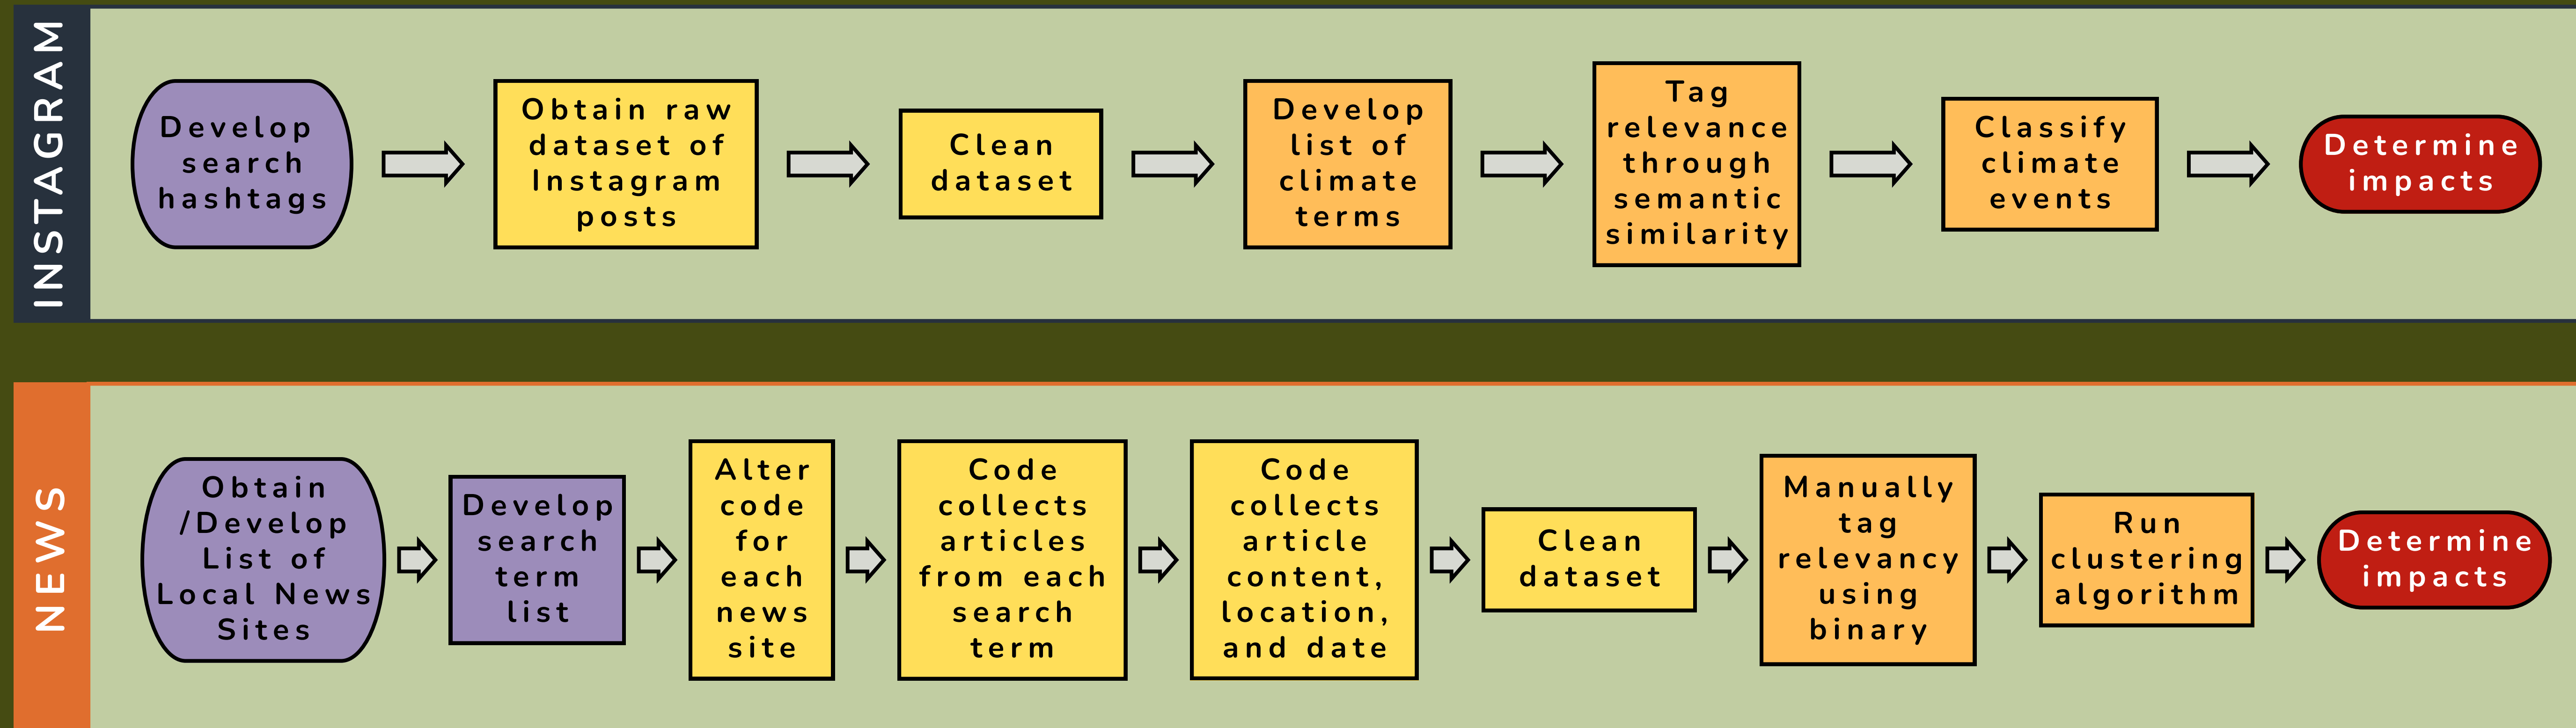 INSTAGRAM
Develop
search
hashtags
Obtain raw
dataset of
Instagram
posts
Clean
dataset
Develop
list of
climate
terms
Tag
relevance
through
semantic
similarity
Classify
climate
events
Determine
impacts
NEWS
Obtain
/Develop
List of
Local News
Sites
Develop
search
term
list
Alter
code
for
each
news
site
Code
collects
articles
from each
search
term
Code
collects
article
content,
location,
and date
Clean
dataset
Manually
tag
relevancy
using
binary
Run
clustering
algorithm
Determine
impacts